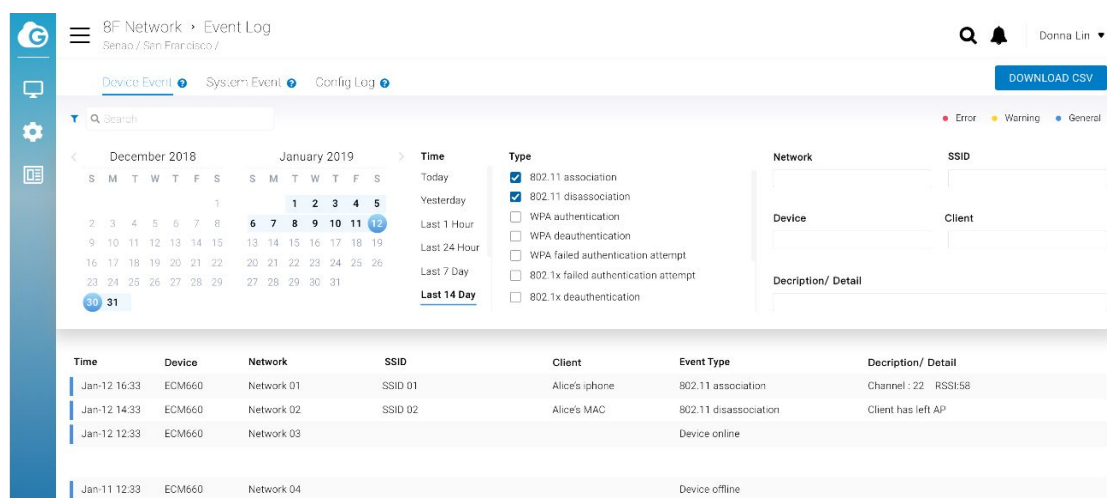 8F Network › Event Log
Senao / San Francisco /
Donna Lin
Device Event ? System Event ? Config Log ?
DOWNLOAD CSV
Search
Error Warning General
December 2018
S M T W T F S
1
2 3 4 5 6 7 8
9 10 11 12 13 14 15
16 17 18 19 20 21 22
23 24 25 26 27 28 29
30 31
January 2019
S M T W T F S
1 2 3 4 5
6 7 8 9 10 11 12
13 14 15 16 17 18 19
20 21 22 23 24 25 26
27 28 29 30 31
Time
Today
Yesterday
Last 1 Hour
Last 24 Hour
Last 7 Day
Last 14 Day
Type
802.11 association
802.11 disassociation
WPA authentication
WPA deauthentication
WPA failed authentication attempt
802.1x failed authentication attempt
802.1x deauthentication
Network SSID
Device Client
Decription/ Detail
Time Device Network SSID Client Event Type Decription/ Detail
Jan-12 16:33 ECM660 Network 01 SSID 01 Alice's iphone 802.11 association Channel : 22 RSSI:58
Jan-12 14:33 ECM660 Network 02 SSID 02 Alice's MAC 802.11 disassociation Client has left AP
Jan-12 12:33 ECM660 Network 03 Device online
Jan-11 12:33 ECM660 Network 04 Device offline